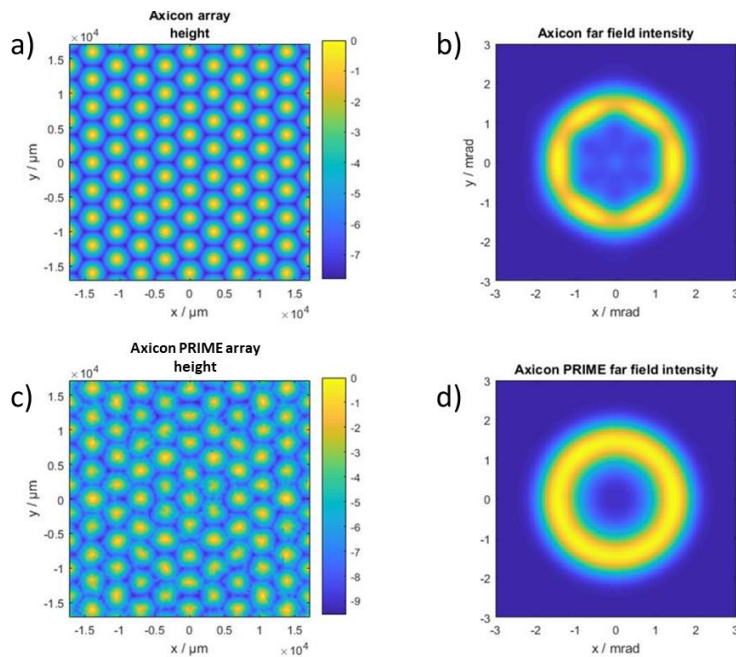 a)
Axicon array
height
×10⁴
1.5
1
0.5
0
-0.5
-1
-1.5
y / µm
-1.5 -1 -0.5 0 0.5 1 1.5
x / µm
×10⁴
0
-1
-2
-3
-4
-5
-6
-7
b)
Axicon far field intensity
3
2
1
0
-1
-2
-3
y / mrad
-3 -2 -1 0 1 2 3
x / mrad
c)
Axicon PRIME array
height
×10⁴
1.5
1
0.5
0
-0.5
-1
-1.5
y / µm
-1.5 -1 -0.5 0 0.5 1 1.5
x / µm
×10⁴
0
-1
-2
-3
-4
-5
-6
-7
-8
-9
d)
Axicon PRIME far field intensity
3
2
1
0
-1
-2
-3
-3 -2 -1 0 1 2 3
x / mrad